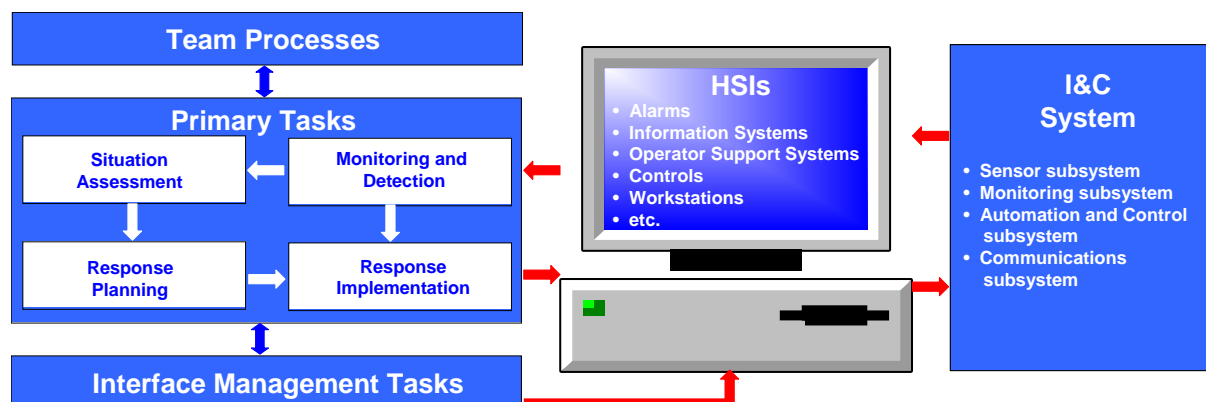 Team Processes
Primary Tasks
Situation
Assessment
Monitoring and
Detection
Response
Planning
Response
Implementation
Interface Management Tasks
HSIs
• Alarms
• Information Systems
• Operator Support Systems
• Controls
• Workstations
• etc.
I&C
System
• Sensor subsystem
• Monitoring subsystem
• Automation and Control
subsystem
• Communications
subsystem